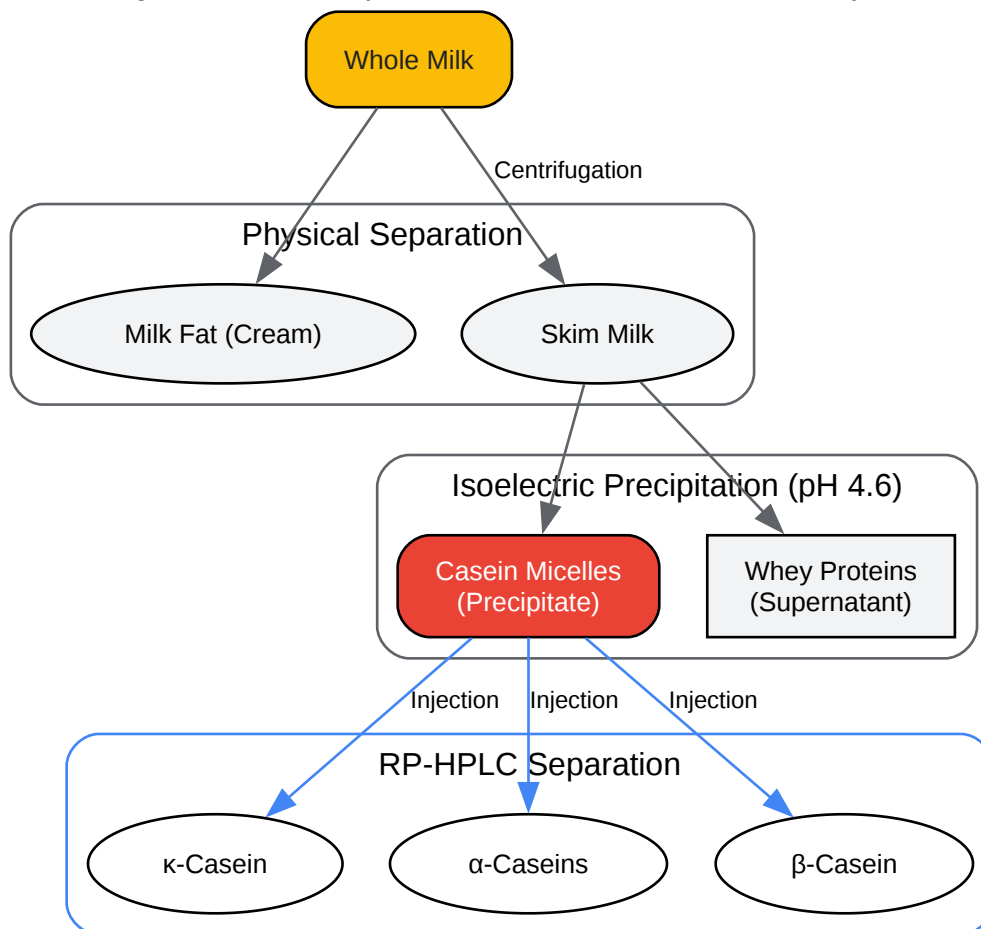 Whole Milk
Centrifugation
Physical Separation
Milk Fat (Cream)
Skim Milk
Isoelectric Precipitation (pH 4.6)
Casein Micelles
(Precipitate)
Whey Proteins
(Supernatant)
Injection
Injection
Injection
RP-HPLC Separation
κ-Casein
α-Caseins
β-Casein